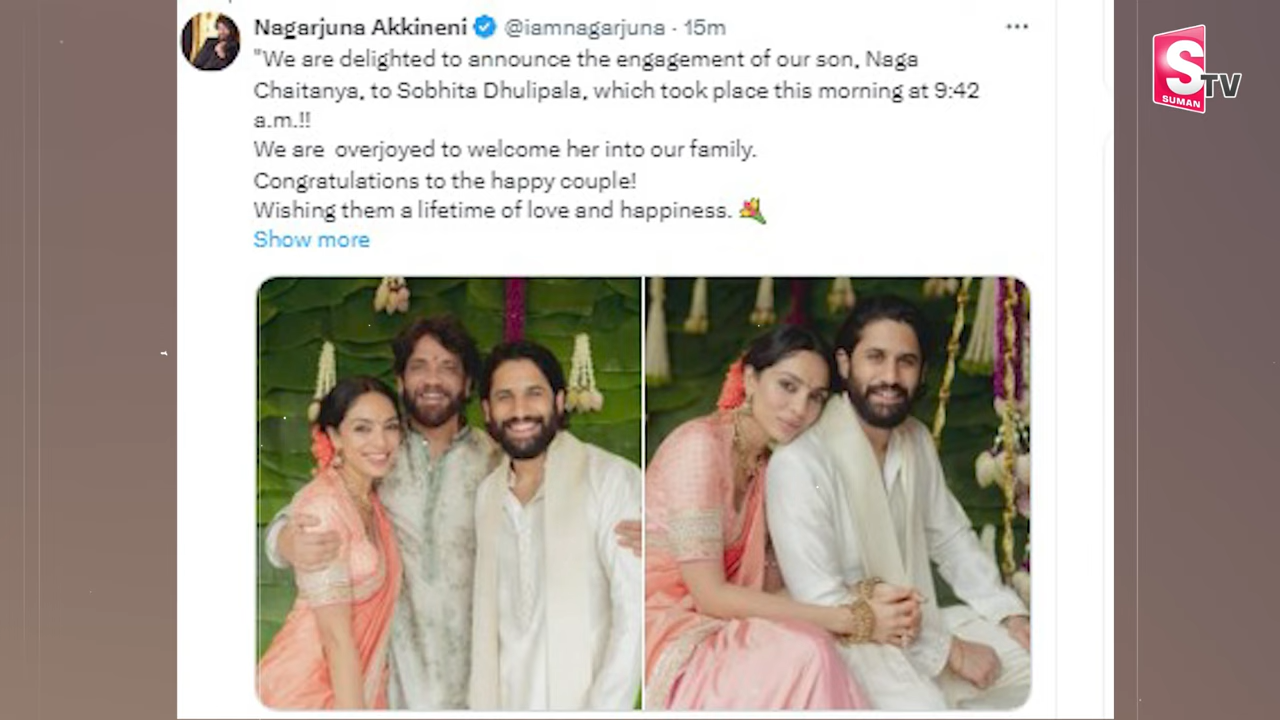 Nagarjuna Akkineni @iamnagarjuna · 15m
"We are delighted to announce the engagement of our son, Naga
Chaitanya, to Sobhita Dhulipala, which took place this morning at 9:42
a.m.!!
We are  overjoyed to welcome her into our family.
Congratulations to the happy couple!
Wishing them a lifetime of love and happiness. 💐
Show more
S TV
SUMAN